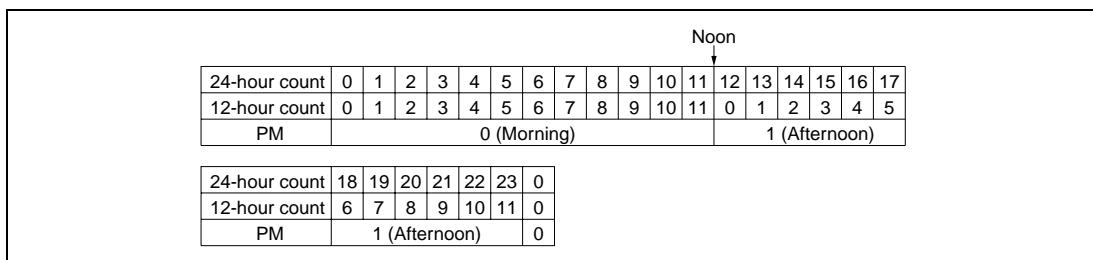 Noon
24-hour count 0 1 2 3 4 5 6 7 8 9 10 11 12 13 14 15 16 17
12-hour count 0 1 2 3 4 5 6 7 8 9 10 11 0 1 2 3 4 5
PM 0 (Morning) 1 (Afternoon)
24-hour count 18 19 20 21 22 23 0
12-hour count 6 7 8 9 10 11 0
PM 1 (Afternoon) 0